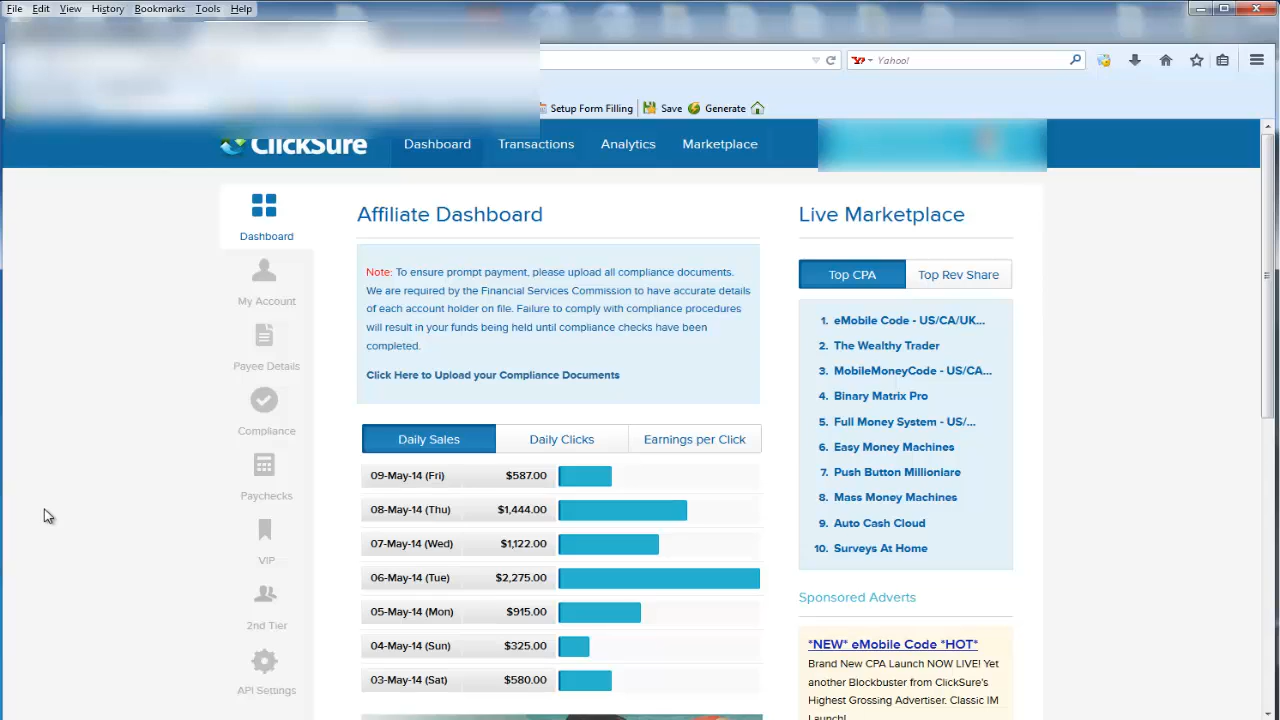 File Edit View History Bookmarks Tools Help
Yahoo!
Setup Form Filling Save Generate
ClickSure Dashboard Transactions Analytics Marketplace
Dashboard
My Account
Payee Details
Compliance
Paychecks
VIP
2nd Tier
API Settings
Affiliate Dashboard
Note: To ensure prompt payment, please upload all compliance documents.
We are required by the Financial Services Commission to have accurate details
of each account holder on file. Failure to comply with compliance procedures
will result in your funds being held until compliance checks have been
completed.
Click Here to Upload your Compliance Documents
Daily Sales Daily Clicks Earnings per Click
09-May-14 (Fri) $587.00
08-May-14 (Thu) $1,444.00
07-May-14 (Wed) $1,122.00
06-May-14 (Tue) $2,275.00
05-May-14 (Mon) $915.00
04-May-14 (Sun) $325.00
03-May-14 (Sat) $580.00
Live Marketplace
Top CPA Top Rev Share
1. eMobile Code - US/CA/UK...
2. The Wealthy Trader
3. MobileMoneyCode - US/CA...
4. Binary Matrix Pro
5. Full Money System - US/...
6. Easy Money Machines
7. Push Button Millioniare
8. Mass Money Machines
9. Auto Cash Cloud
10. Surveys At Home
Sponsored Adverts
*NEW* eMobile Code *HOT*
Brand New CPA Launch NOW LIVE! Yet
another Blockbuster from ClickSure's
Highest Grossing Advertiser. Classic IM
Launch!